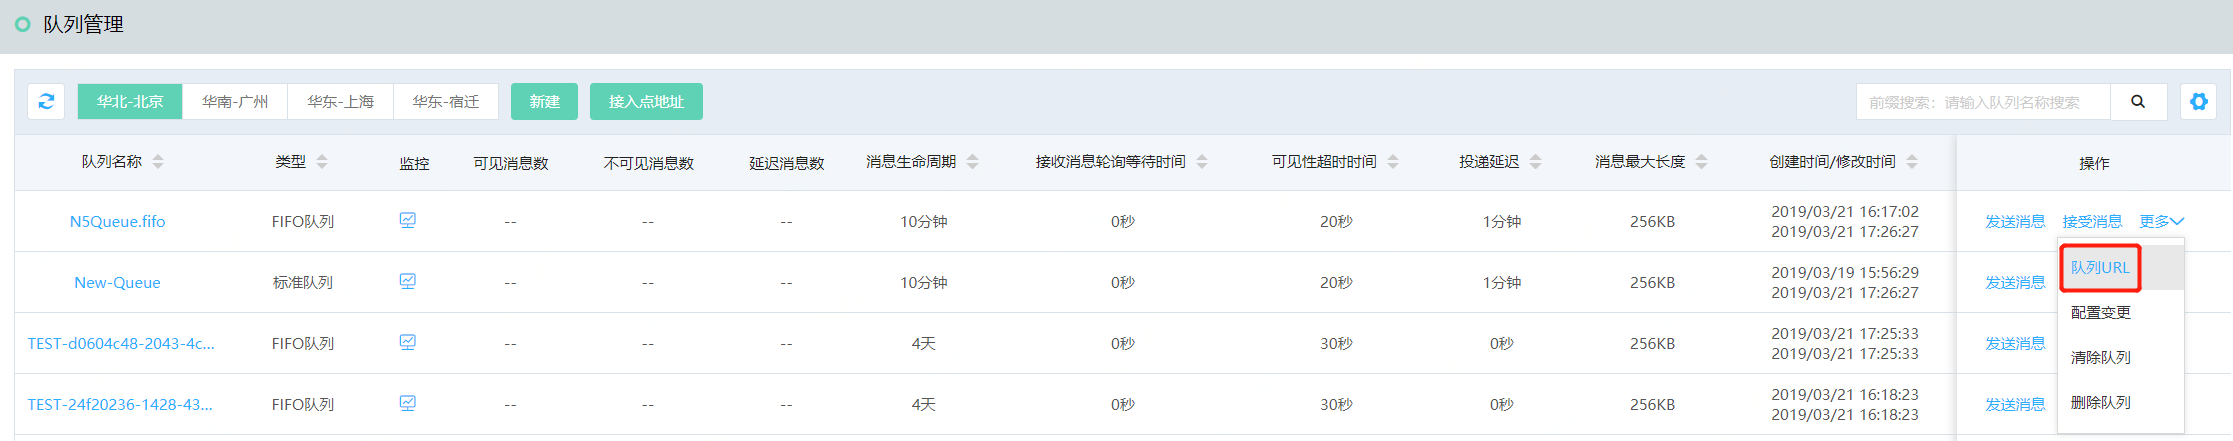 队列管理
华北-北京 华南-广州 华东-上海 华东-宿迁 新建 接入点地址 前缀搜索：请输入队列名称搜索
队列名称 类型 监控 可见消息数 不可见消息数 延迟消息数 消息生命周期 接收消息轮询等待时间 可见性超时时间 投递延迟 消息最大长度 创建时间/修改时间 操作
N5Queue.fifo FIFO队列 -- -- -- 10分钟 0秒 20秒 1分钟 256KB 2019/03/21 16:17:02 发送消息 接受消息 更多
2019/03/21 17:26:27
队列URL
New-Queue 标准队列 -- -- -- 10分钟 0秒 20秒 1分钟 256KB 2019/03/19 15:56:29 发送消息
2019/03/21 17:26:27
配置变更
TEST-d0604c48-2043-4c... FIFO队列 -- -- -- 4天 0秒 30秒 0秒 256KB 2019/03/21 17:25:33 发送消息
2019/03/21 17:25:33
清除队列
TEST-24f20236-1428-43... FIFO队列 -- -- -- 4天 0秒 30秒 0秒 256KB 2019/03/21 16:18:23 发送消息
2019/03/21 16:18:23
删除队列